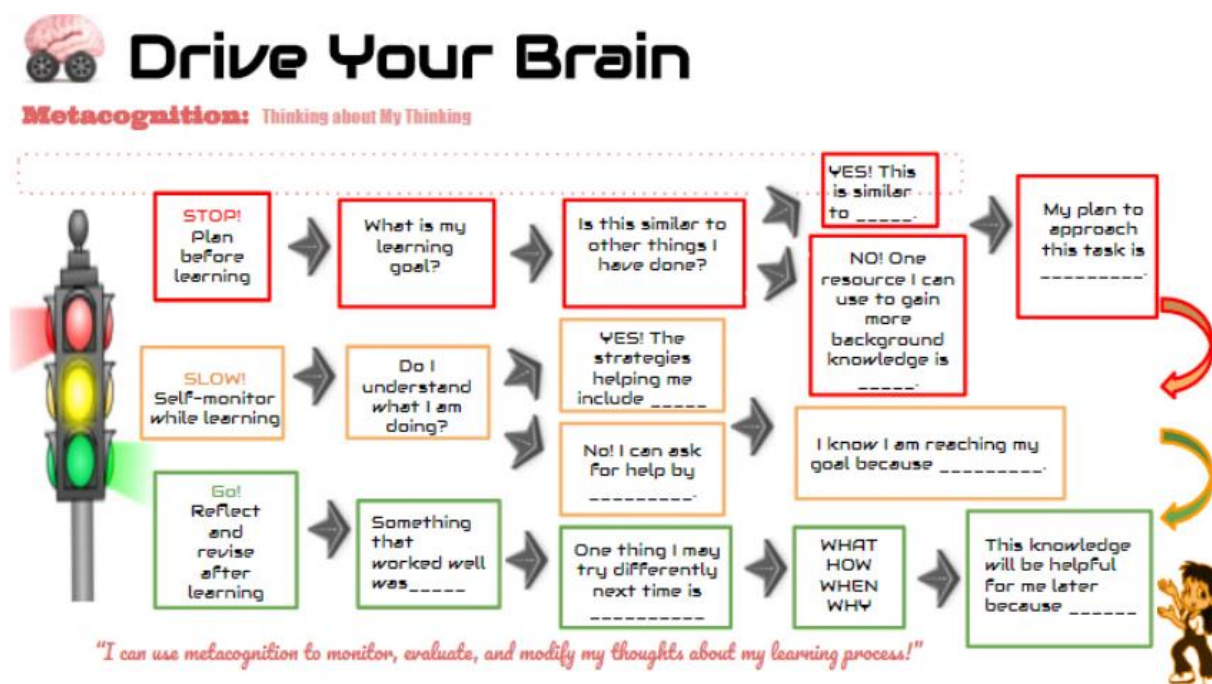 Drive Your Brain
Metacognition: Thinking about My Thinking
STOP!
Plan
before
learning
What is my
learning
goal?
Is this similar to
other things I
have done?
YES! This
is similar
to _____.
NO! One
resource I can
use to gain
more
background
knowledge is
_____.
My plan to
approach
this task is
_________.
SLOW!
Self-monitor
while learning
Do I
understand
what I am
doing?
YES! The
strategies
helping me
include _____
No! I can ask
for help by
_________.
I know I am reaching my
goal because _________.
Go!
Reflect
and
revise
after
learning
Something
that
worked well
was_____
One thing I may
try differently
next time is
__________
WHAT
HOW
WHEN
WHY
This knowledge
will be helpful
for me later
because ______
"I can use metacognition to monitor, evaluate, and modify my thoughts about my learning process!"